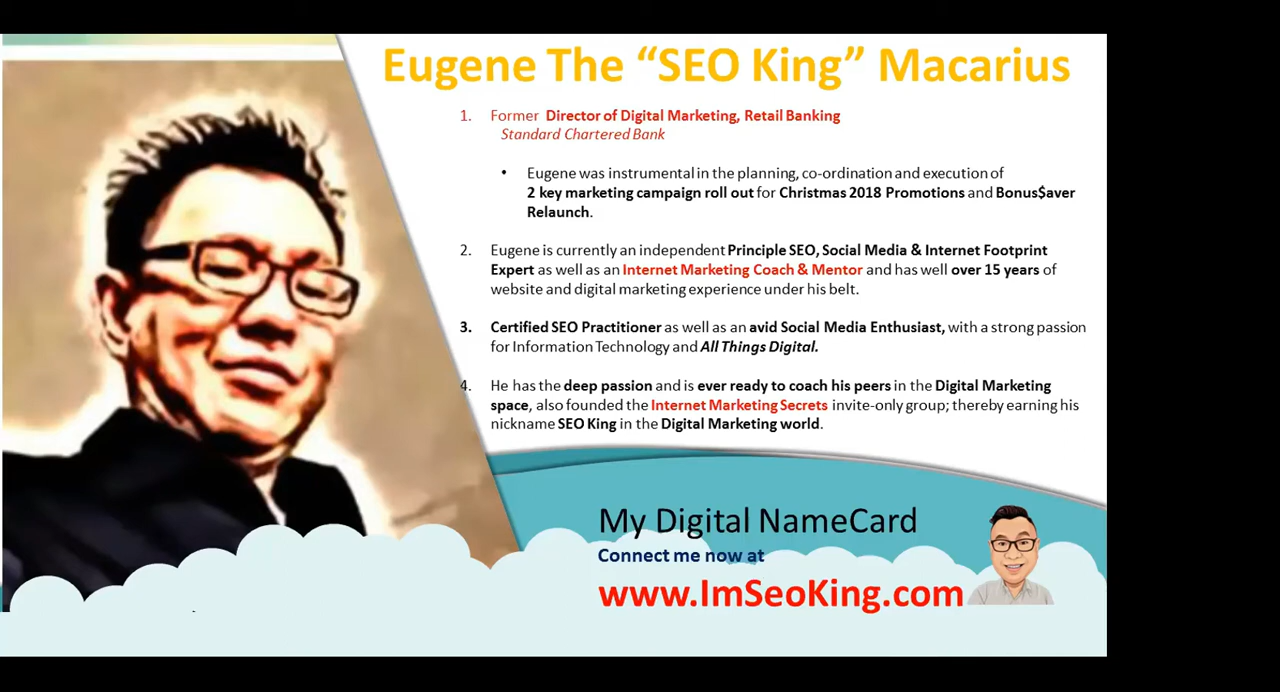 Eugene The “SEO King” Macarius
1. Former Director of Digital Marketing, Retail Banking
Standard Chartered Bank
• Eugene was instrumental in the planning, co-ordination and execution of
2 key marketing campaign roll out for Christmas 2018 Promotions and Bonus$aver
Relaunch.
2. Eugene is currently an independent Principle SEO, Social Media & Internet Footprint
Expert as well as an Internet Marketing Coach & Mentor and has well over 15 years of
website and digital marketing experience under his belt.
3. Certified SEO Practitioner as well as an avid Social Media Enthusiast, with a strong passion
for Information Technology and All Things Digital.
4. He has the deep passion and is ever ready to coach his peers in the Digital Marketing
space, also founded the Internet Marketing Secrets invite-only group; thereby earning his
nickname SEO King in the Digital Marketing world.
My Digital NameCard
Connect me now at
www.ImSeoKing.com